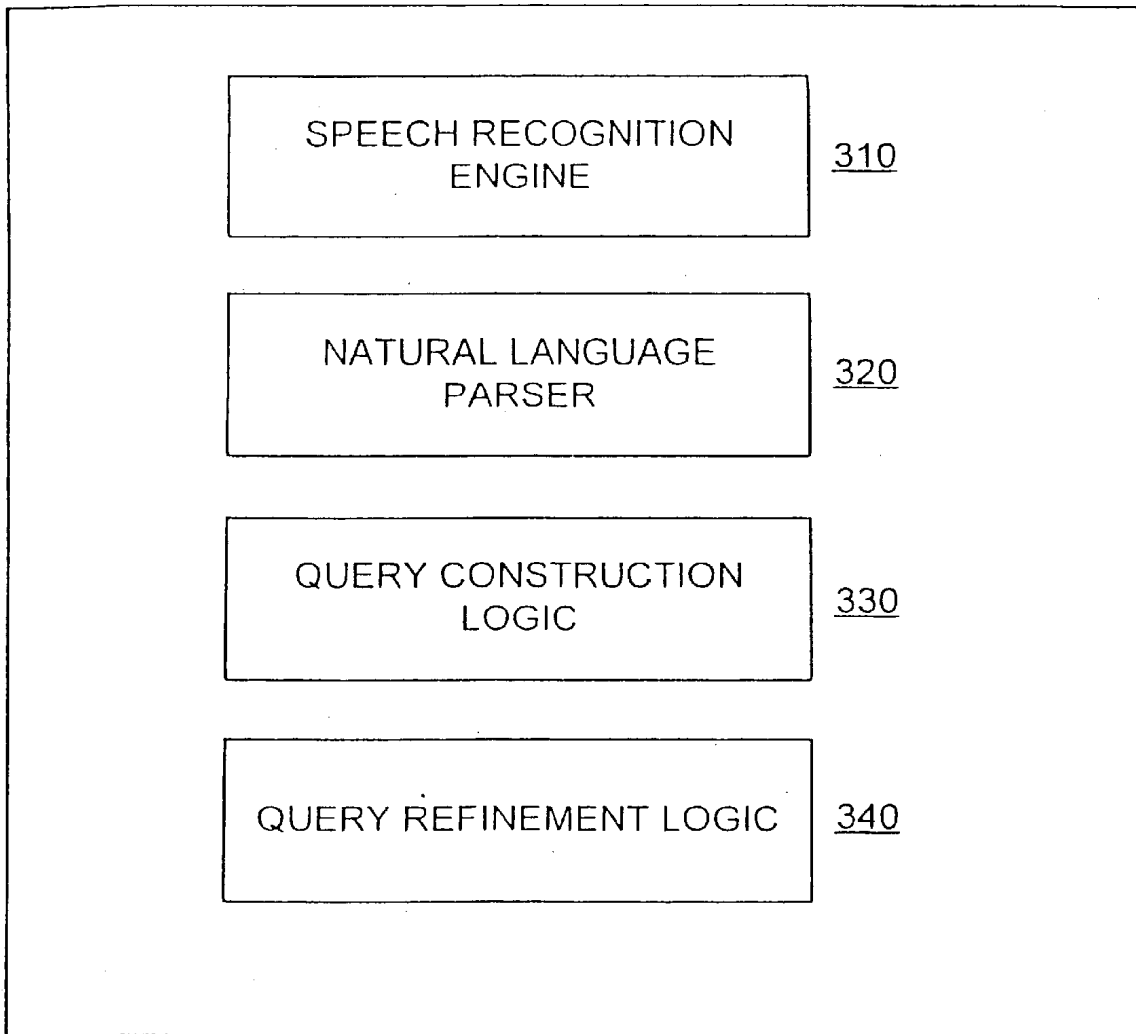 SPEECH RECOGNITION
ENGINE
310
NATURAL LANGUAGE
PARSER
320
QUERY CONSTRUCTION
LOGIC
330
QUERY REFINEMENT LOGIC
340